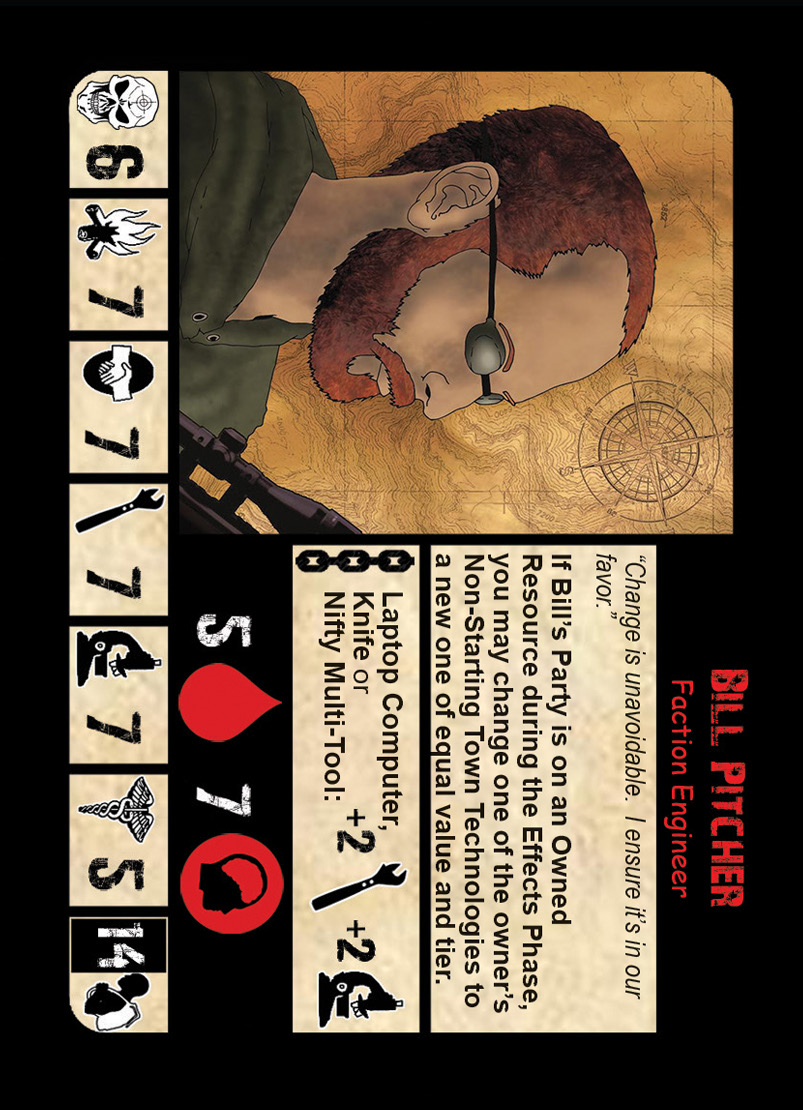 BILL PITCHER
Faction Engineer
“Change is unavoidable.  I ensure it’s in our
favor.”
If Bill’s Party is on an Owned
Resource during the Effects Phase,
you may change one of the owner’s
Non-Starting Town Technologies to
a new one of equal value and tier.
Laptop Computer,
Knife or
Nifty Multi-Tool:
+2 +2
5 7
6 7 7 7 7 5 14